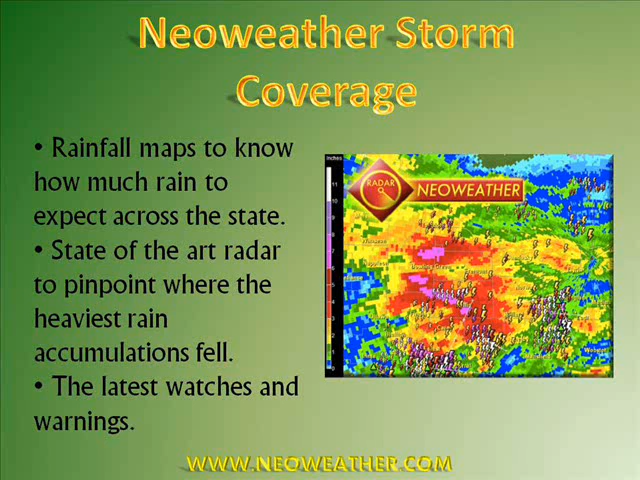 Neoweather Storm
Coverage
• Rainfall maps to know
how much rain to
expect across the state.
• State of the art radar
to pinpoint where the
heaviest rain
accumulations fell.
• The latest watches and
warnings.
inches
RADAR
NEOWEATHER
Bowling Green
WWW.NEOWEATHER.COM